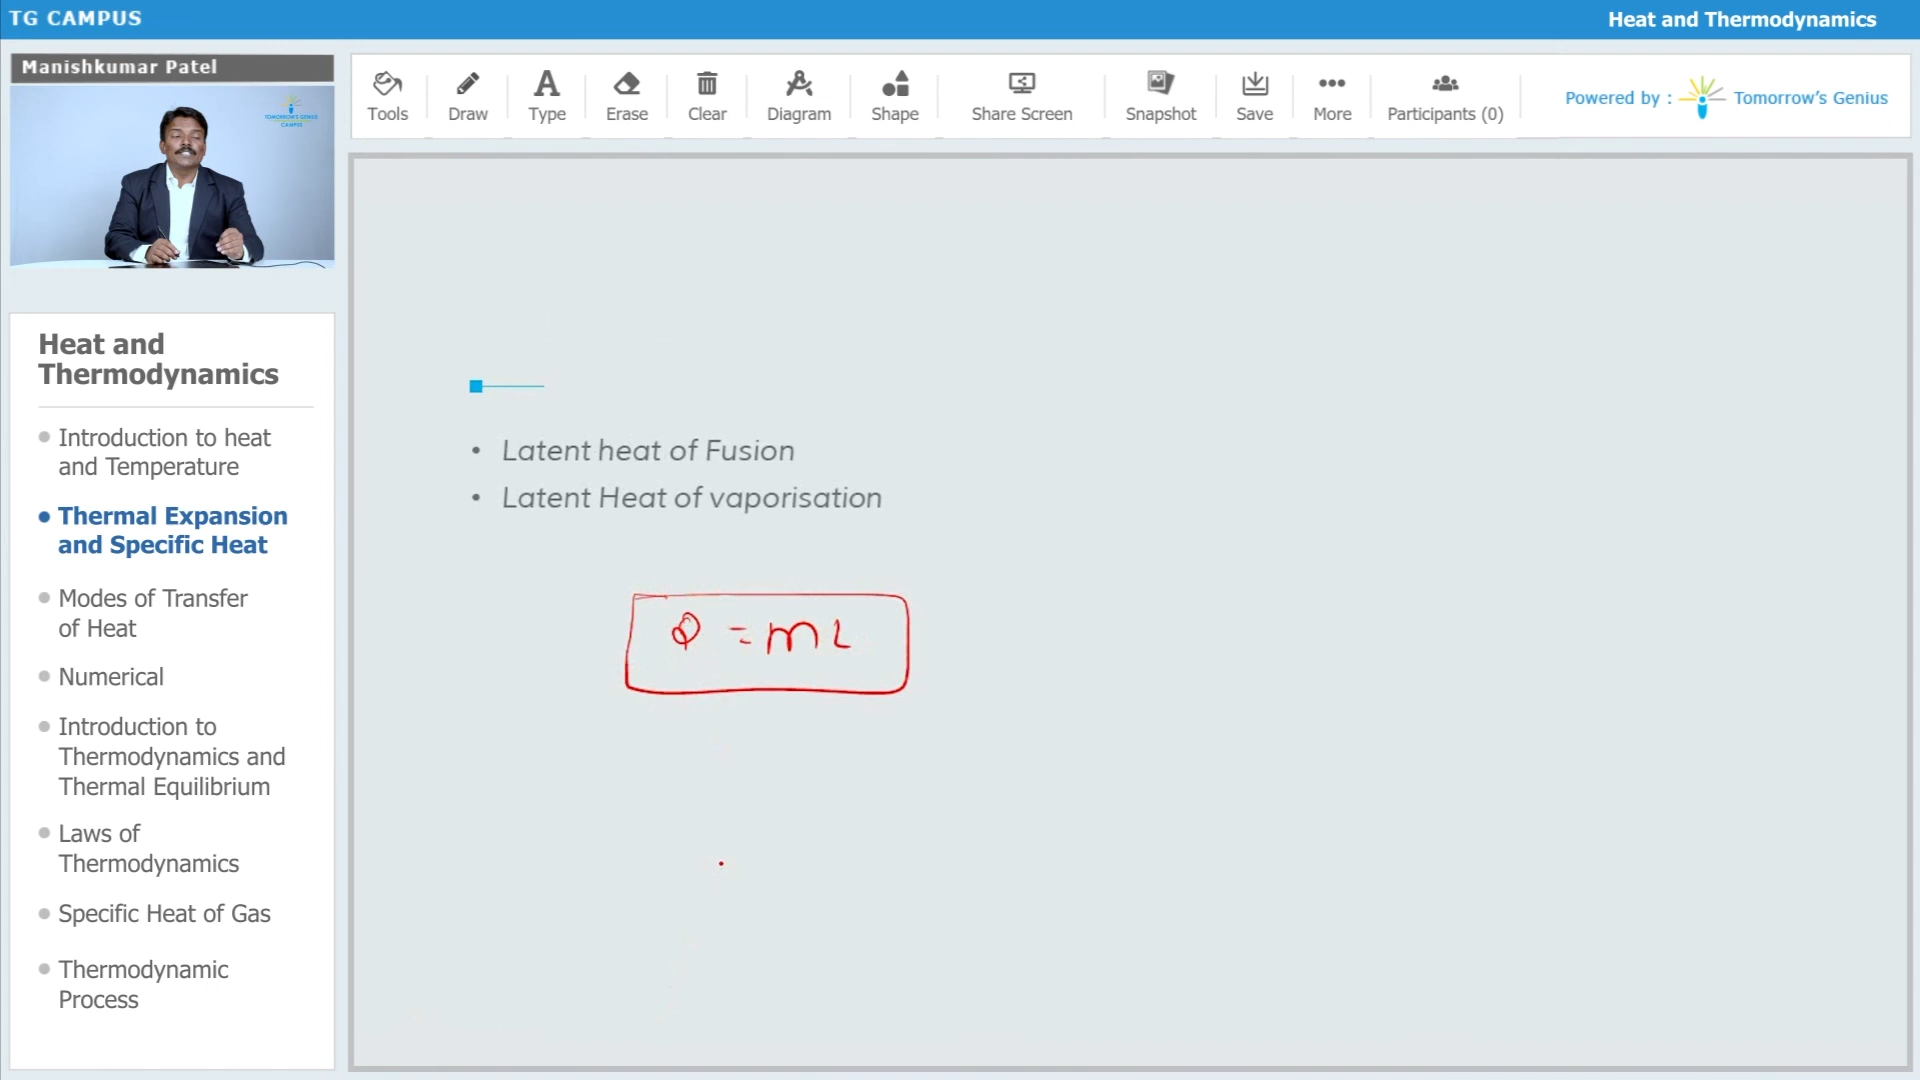 TG CAMPUS
Heat and Thermodynamics
Manishkumar Patel
TOMORROW'S GENIUS
CAMPUS
Tools
Draw
Type
Erase
Clear
Diagram
Shape
Share Screen
Snapshot
Save
More
Participants (0)
Powered by :
Tomorrow's Genius
Heat and
Thermodynamics
Introduction to heat
and Temperature
Thermal Expansion
and Specific Heat
Modes of Transfer
of Heat
Numerical
Introduction to
Thermodynamics and
Thermal Equilibrium
Laws of
Thermodynamics
Specific Heat of Gas
Thermodynamic
Process
• Latent heat of Fusion
• Latent Heat of vaporisation
Q = mL